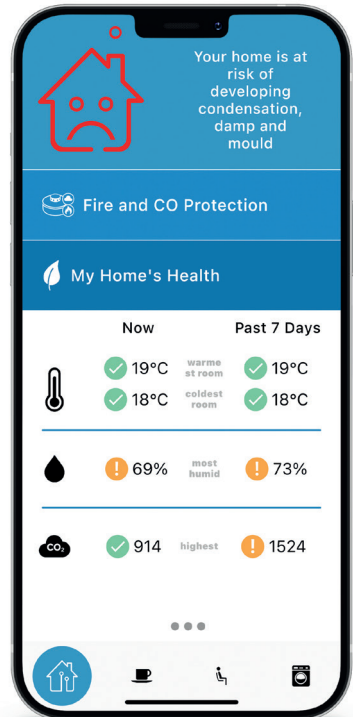 Your home is at
risk of
developing
condensation,
damp and
mould
Fire and CO Protection
My Home's Health
Now Past 7 Days
19°C warme
st room 19°C
18°C coldest
room 18°C
69% most
humid 73%
CO₂ 914 highest 1524